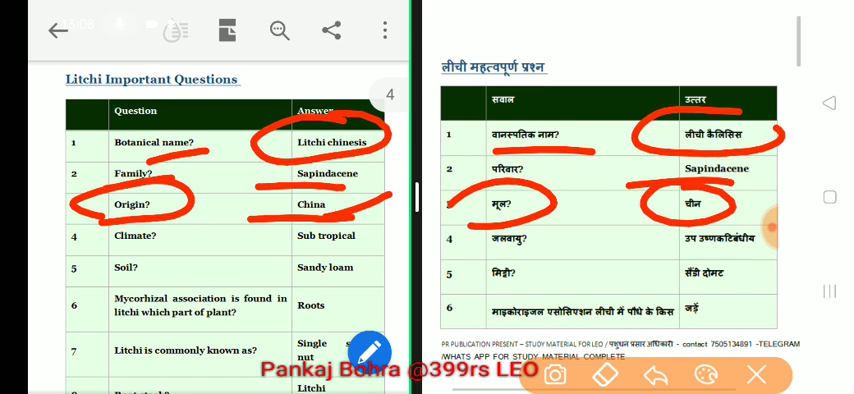 15:08
4
Litchi Important Questions
Question Answer
1 Botanical name? Litchi chinesis
2 Family? Sapindacene
Origin? China
4 Climate? Sub tropical
5 Soil? Sandy loam
6 Mycorhizal association is found in litchi which part of plant? Roots
7 Litchi is commonly known as? Single nut
Litchi
लीची महत्वपूर्ण प्रश्न
सवाल उत्तर
1 वानस्पतिक नाम? लीची कैलिसिस
2 परिवार? Sapindacene
3 मूल? चीन
4 जलवायु? उप उष्णकटिबंधीय
5 मिट्टी? सैंडी दोमट
6 माइकोराइजल एसोसिएशन लीची में पौधे के किस जड़ें
PR PUBLICATION PRESENT – STUDY MATERIAL FOR LEO / पशुधन प्रसार अधिकारी - contact 7505134891 -TELEGRAM
/WHATS APP FOR STUDY MATERIAL COMPLETE
Pankaj Bohra @399rs LEO